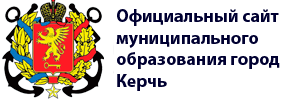 Официальный сайт
муниципального
образования город
Керчь